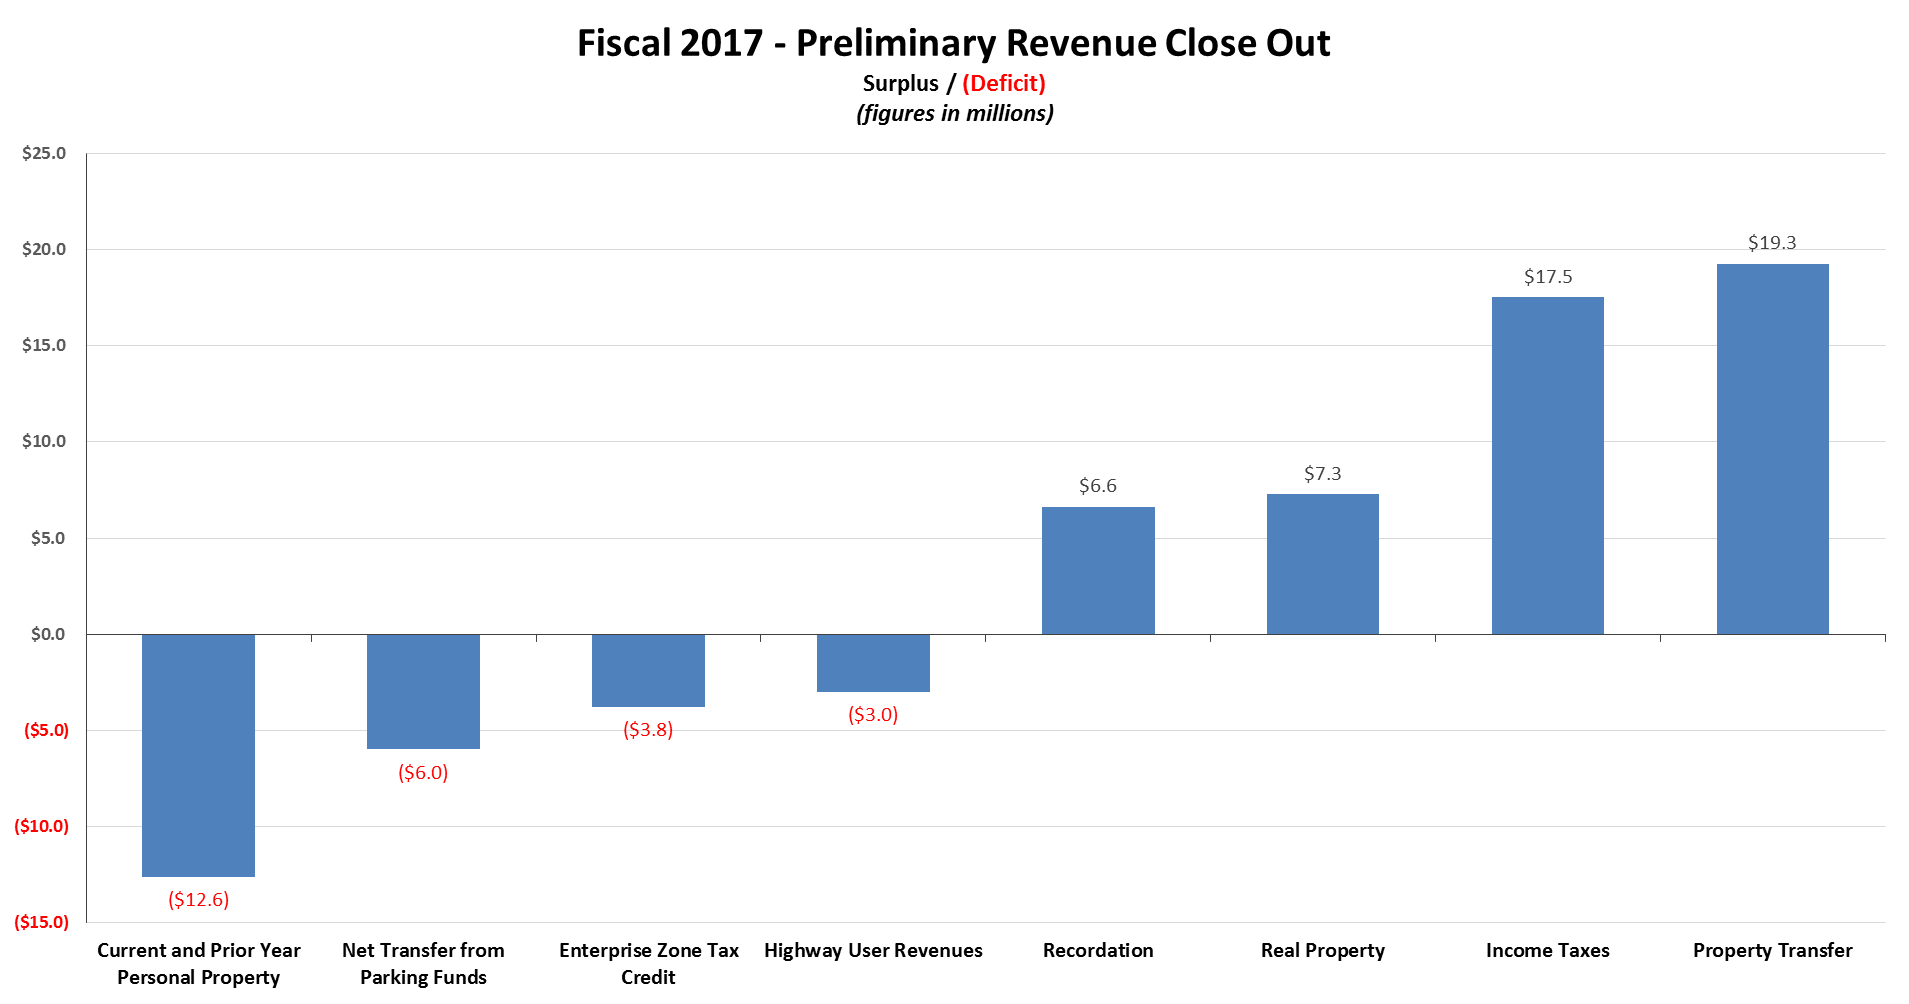 Fiscal 2017 - Preliminary Revenue Close Out
Surplus / (Deficit)
(figures in millions)
$25.0
$20.0
$15.0
$10.0
$5.0
$0.0
($5.0)
($10.0)
($15.0)
($12.6)
($6.0)
($3.8)
($3.0)
$6.6
$7.3
$17.5
$19.3
Current and Prior Year
Personal Property
Net Transfer from
Parking Funds
Enterprise Zone Tax
Credit
Highway User Revenues
Recordation
Real Property
Income Taxes
Property Transfer